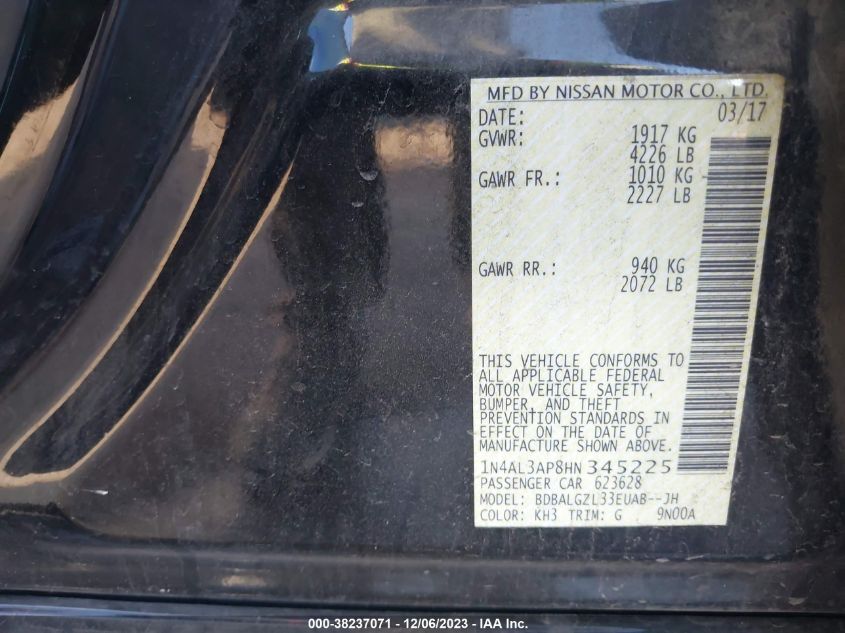 MFD BY NISSAN MOTOR CO., LTD.
DATE: 03/17
GVWR: 1917 KG
4226 LB
GAWR FR.: 1010 KG
2227 LB
GAWR RR.: 940 KG
2072 LB
THIS VEHICLE CONFORMS TO
ALL APPLICABLE FEDERAL
MOTOR VEHICLE SAFETY,
BUMPER, AND THEFT
PREVENTION STANDARDS IN
EFFECT ON THE DATE OF
MANUFACTURE SHOWN ABOVE.
1N4AL3AP8HN345225
PASSENGER CAR 623628
MODEL: BDBALGZL33EUAB--JH
COLOR: KH3 TRIM: G 9N00A
000-38237071 - 12/06/2023 - IAA Inc.